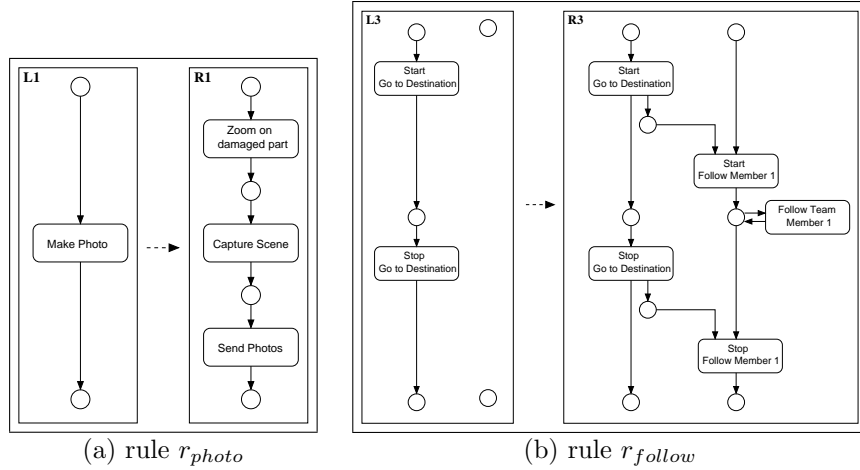 L1
R1
Zoom on
damaged part
Make Photo
Capture Scene
Send Photos
(a) rule r_photo
L3
R3
Start
Go to Destination
Stop
Go to Destination
Start
Go to Destination
Start
Follow Member 1
Follow Team
Member 1
Stop
Go to Destination
Stop
Follow Member 1
(b) rule r_follow